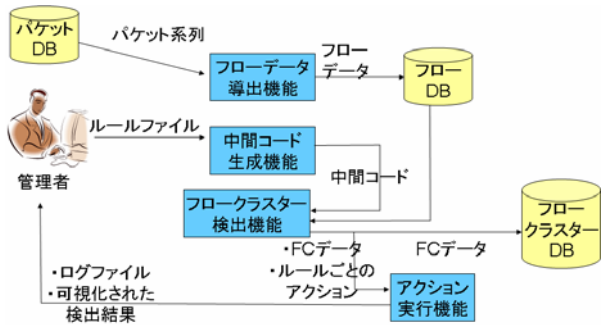 パケット
DB
パケット系列
フローデータ
導出機能
フロー
データ
フロー
DB
ルールファイル
管理者
中間コード
生成機能
中間コード
フロークラスター
検出機能
フロー
クラスター
DB
・FCデータ
・ルールごとの
アクション
FCデータ
・ログファイル
・可視化された
検出結果
アクション
実行機能